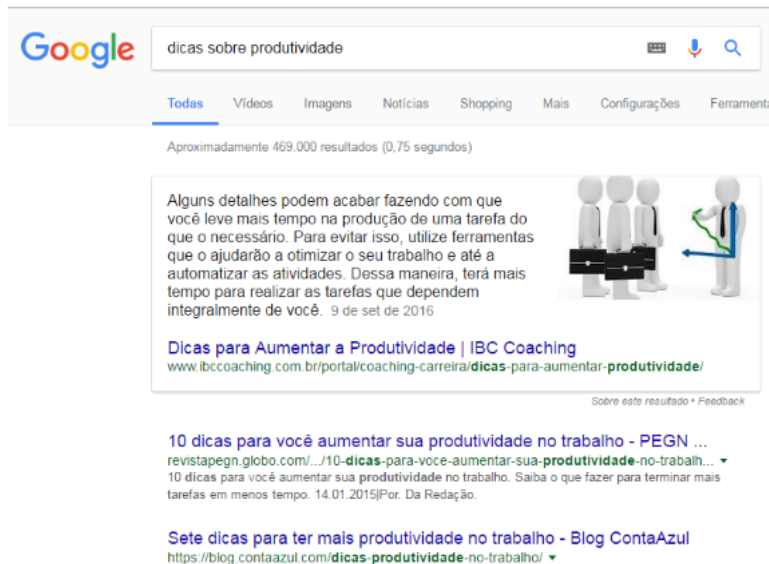 Google
dicas sobre produtividade
Todas Vídeos Imagens Notícias Shopping Mais Configurações Ferramenta
Aproximadamente 469.000 resultados (0,75 segundos)
Alguns detalhes podem acabar fazendo com que
você leve mais tempo na produção de uma tarefa do
que o necessário. Para evitar isso, utilize ferramentas
que o ajudarão a otimizar o seu trabalho e até a
automatizar as atividades. Dessa maneira, terá mais
tempo para realizar as tarefas que dependem
integralmente de você. 9 de set de 2016
Dicas para Aumentar a Produtividade | IBC Coaching
www.ibccoaching.com.br/portal/coaching-carreira/dicas-para-aumentar-produtividade/
Sobre este resultado • Feedback
10 dicas para você aumentar sua produtividade no trabalho - PEGN ...
revistapegn.globo.com/.../10-dicas-para-voce-aumentar-sua-produtividade-no-trabalh...
10 dicas para você aumentar sua produtividade no trabalho. Saiba o que fazer para terminar mais
tarefas em menos tempo. 14.01.2015|Por. Da Redação.
Sete dicas para ter mais produtividade no trabalho - Blog ContaAzul
https://blog.contaazul.com/dicas-produtividade-no-trabalho/